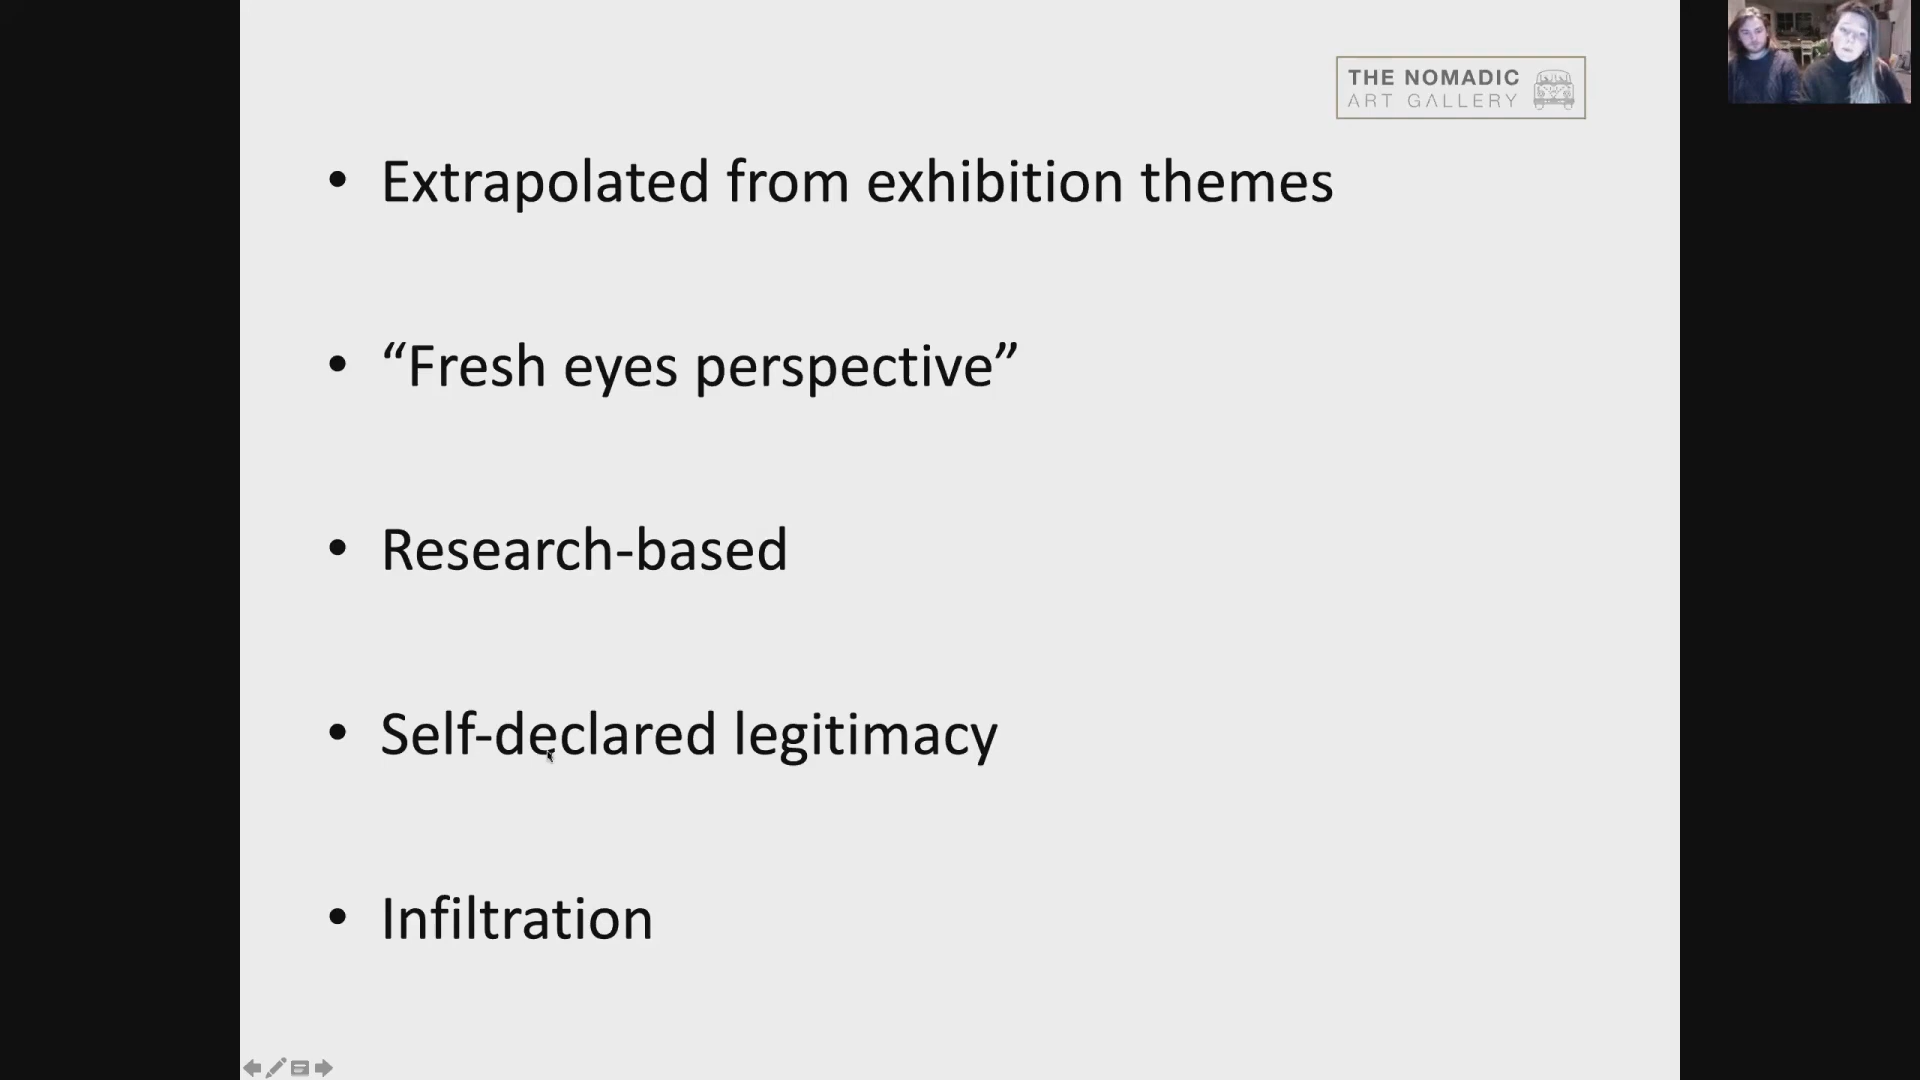 THE NOMADIC
ART GALLERY
• Extrapolated from exhibition themes
• “Fresh eyes perspective”
• Research-based
• Self-declared legitimacy
• Infiltration